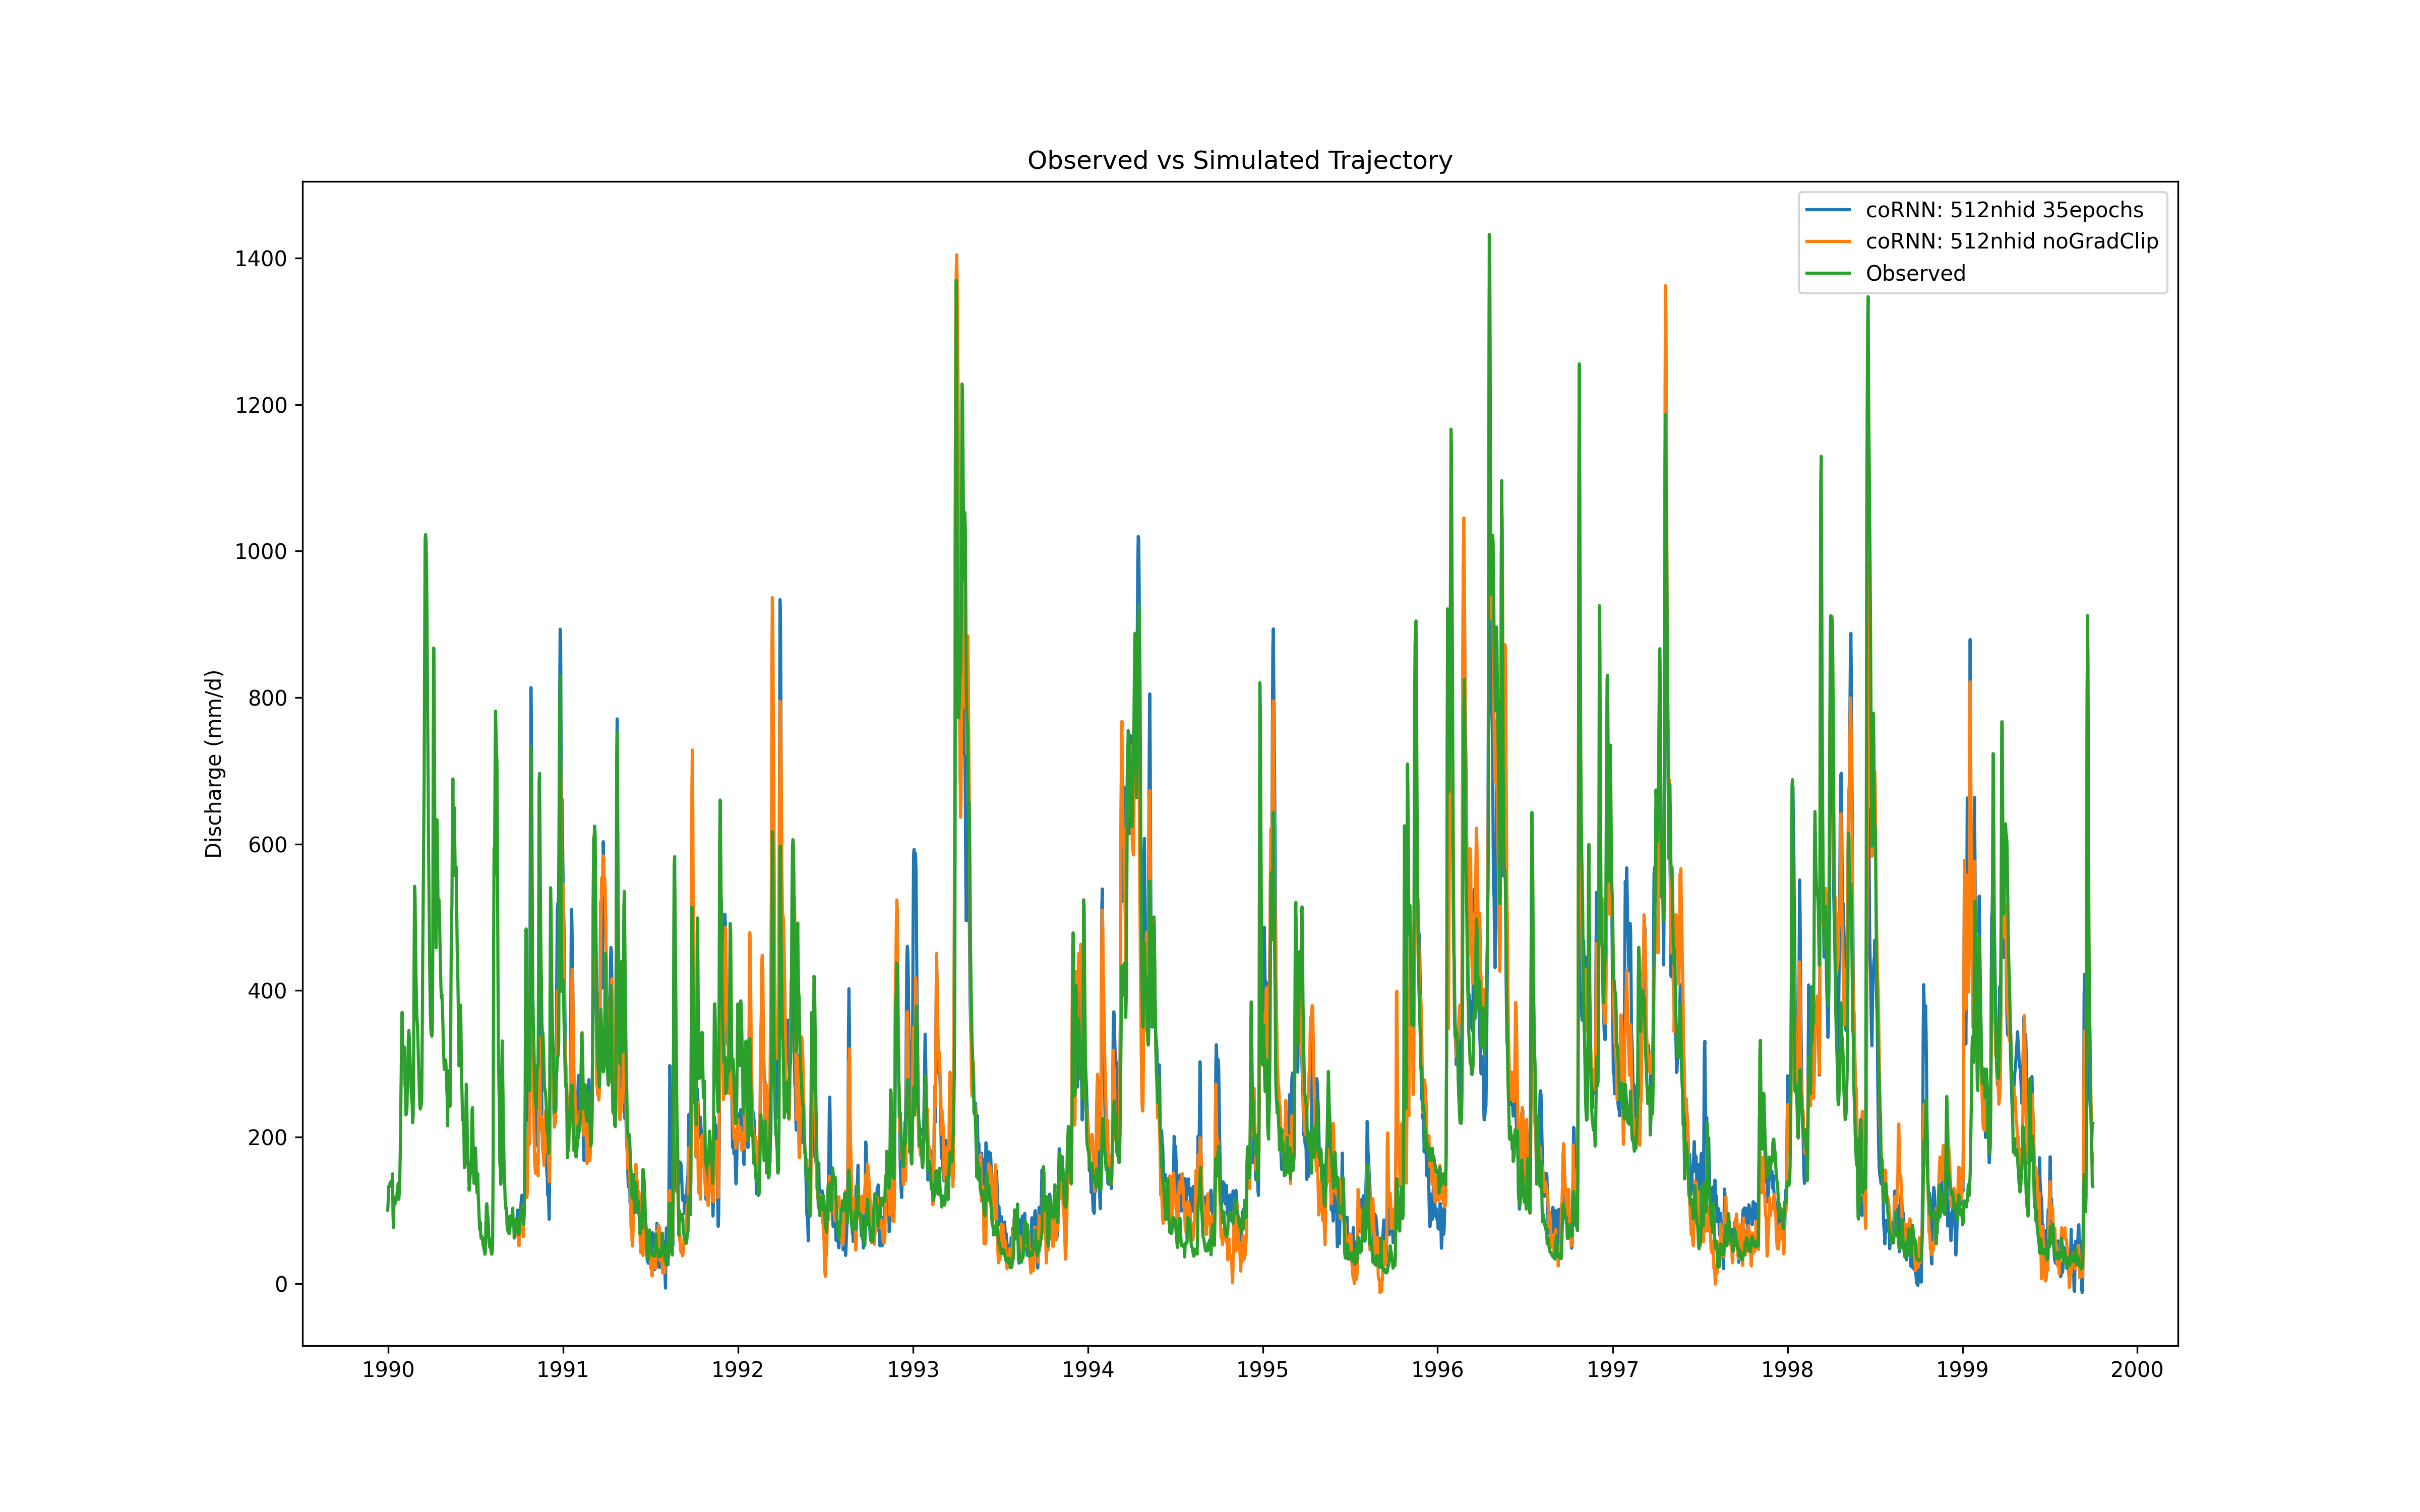 Observed vs Simulated Trajectory
coRNN: 512nhid 35epochs
coRNN: 512nhid noGradClip
Observed
Discharge (mm/d)
1400
1200
1000
800
600
400
200
0
1990 1991 1992 1993 1994 1995 1996 1997 1998 1999 2000